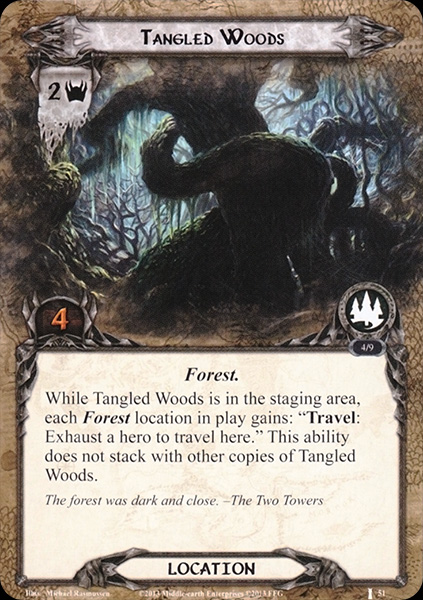 Tangled Woods
2
4
4/9
Forest.
While Tangled Woods is in the staging area,
each Forest location in play gains: “Travel:
Exhaust a hero to travel here.” This ability
does not stack with other copies of Tangled
Woods.
The forest was dark and close. –The Two Towers
LOCATION
Illus. Michael Rasmussen ©2013 Middle-earth Enterprises ©2013 FFG 51